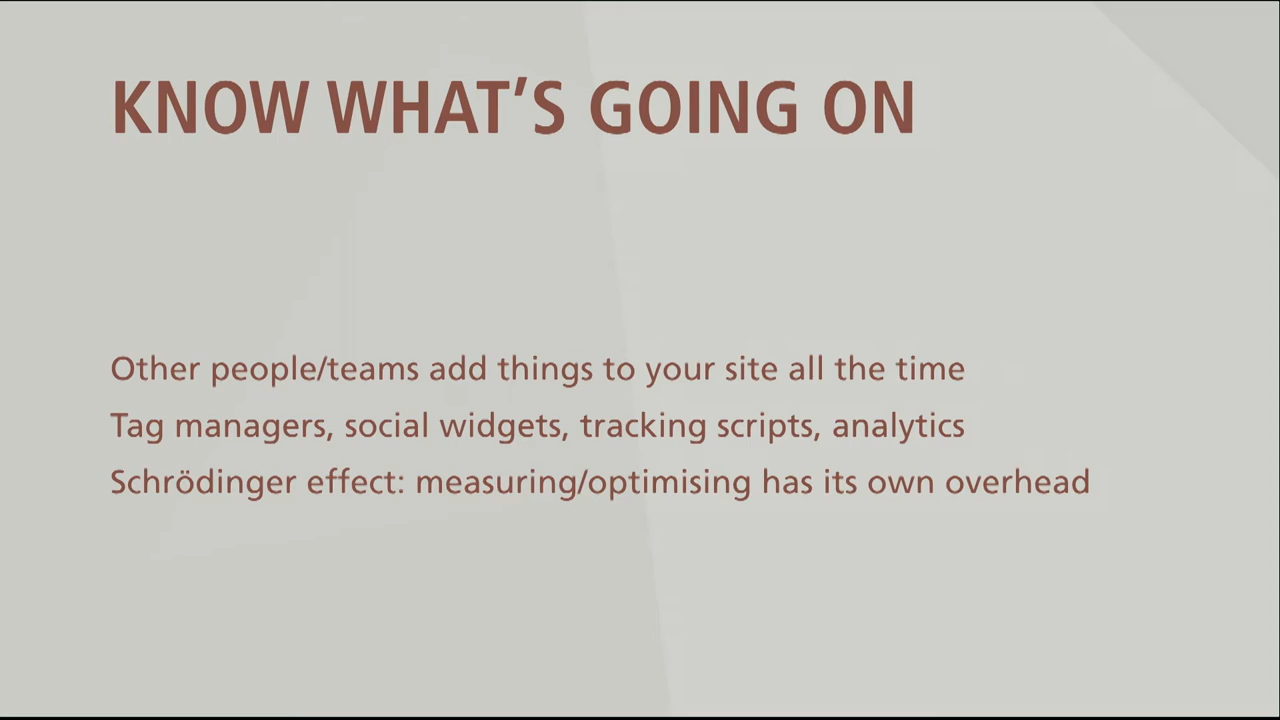 KNOW WHAT’S GOING ON
Other people/teams add things to your site all the time
Tag managers, social widgets, tracking scripts, analytics
Schrödinger effect: measuring/optimising has its own overhead